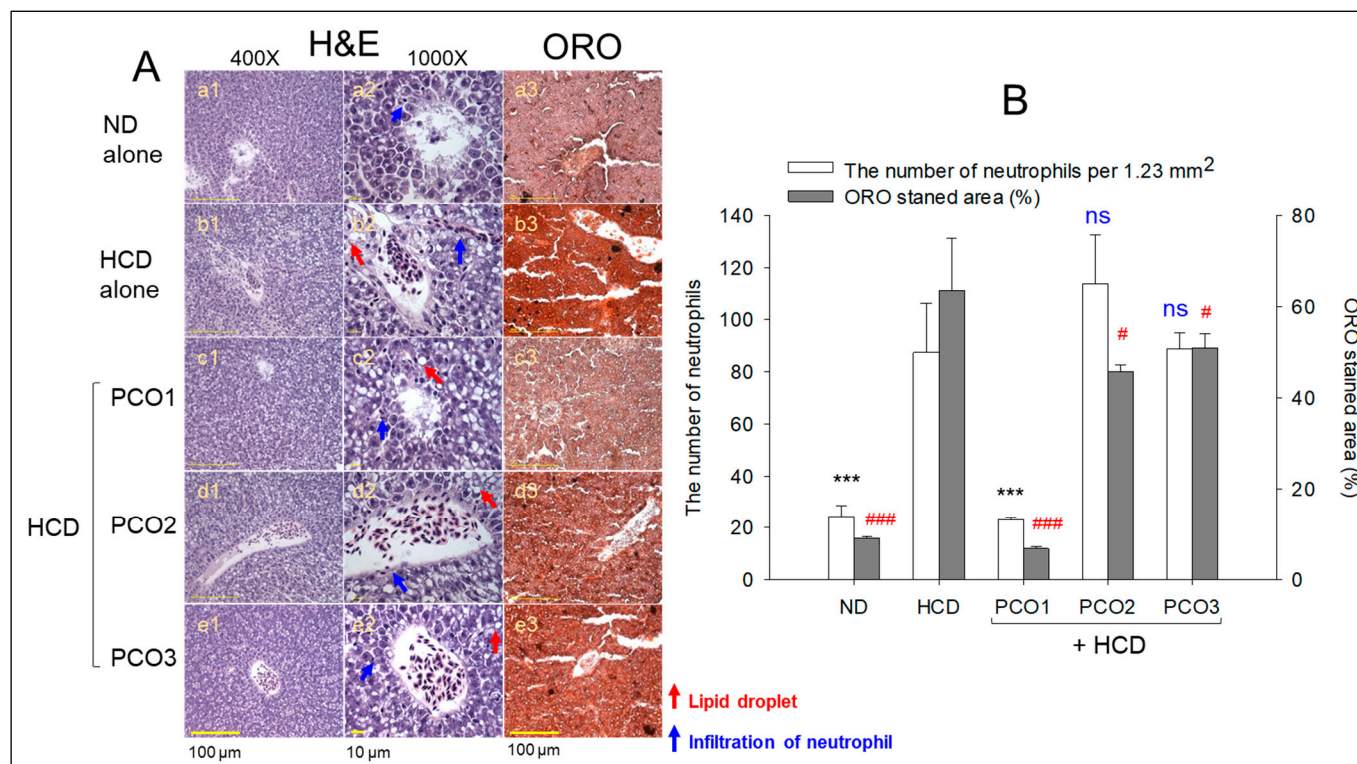 A
H&E
ORO
400X
1000X
ND
alone
a1
a2
a3
HCD
alone
b1
b2
b3
HCD
PCO1
c1
c2
c3
PCO2
d1
d2
d3
PCO3
e1
e2
e3
100 µm
10 µm
100 µm
Lipid droplet
Infiltration of neutrophil
B
The number of neutrophils per 1.23 mm2
ORO staned area (%)
The number of neutrophils
140
120
100
80
60
40
20
0
80
60
40
20
0
ORO stained area (%)
***
###
***
###
ns
#
ns
#
ND
HCD
PCO1
PCO2
PCO3
+ HCD